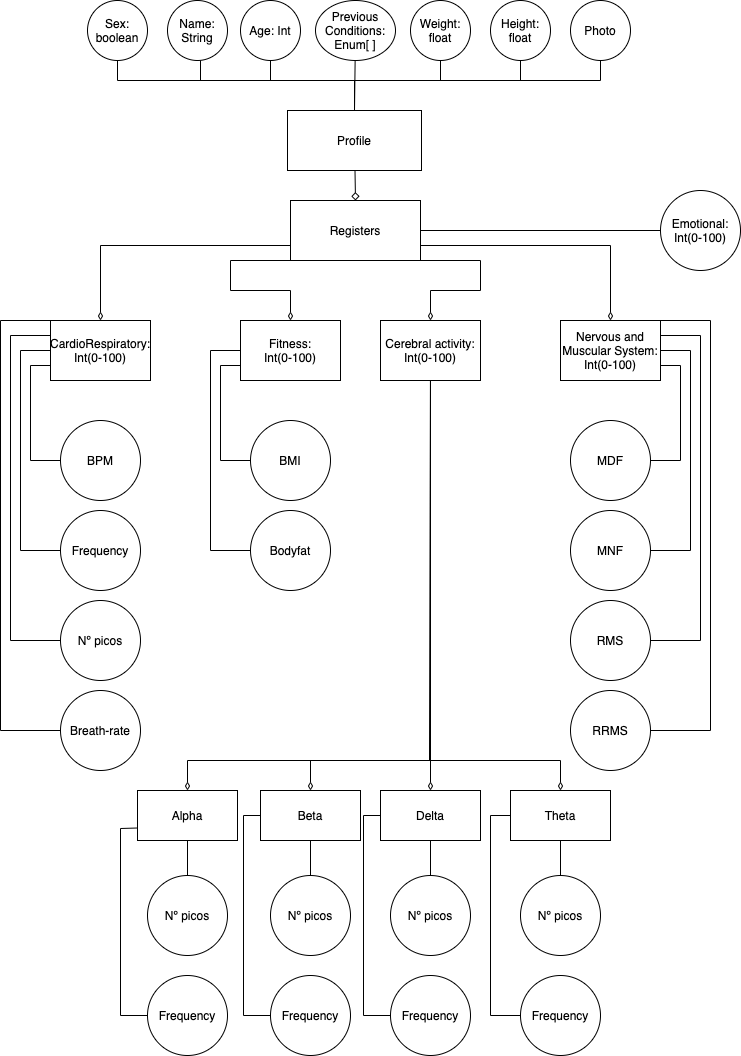 Sex:
boolean
Name:
String
Age: Int
Previous
Conditions:
Enum[ ]
Weight:
float
Height:
float
Photo
Profile
Registers
Emotional:
Int(0-100)
CardioRespiratory:
Int(0-100)
Fitness:
Int(0-100)
Cerebral activity:
Int(0-100)
Nervous and
Muscular System:
Int(0-100)
BPM
BMI
MDF
Frequency
Bodyfat
MNF
Nº picos
RMS
Breath-rate
RRMS
Alpha
Beta
Delta
Theta
Nº picos
Nº picos
Nº picos
Nº picos
Frequency
Frequency
Frequency
Frequency